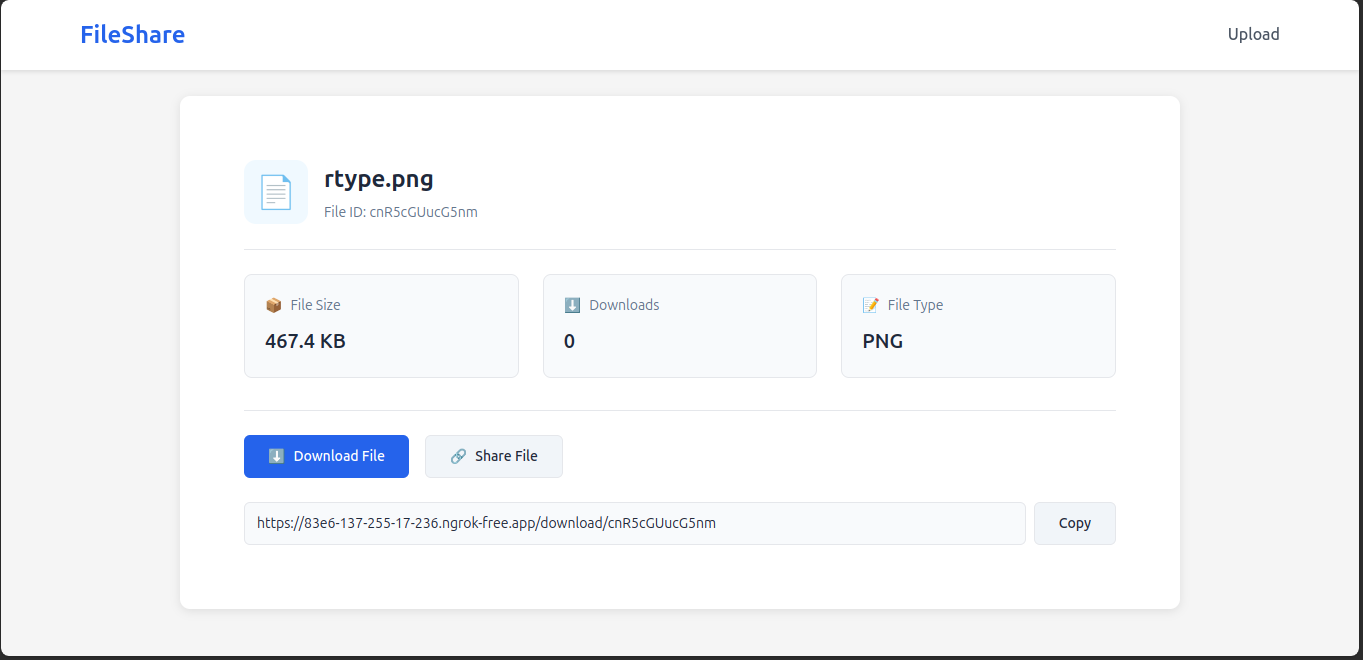 FileShare
Upload
rtype.png
File ID: cnR5cGUucG5nm
File Size
467.4 KB
Downloads
0
File Type
PNG
Download File
Share File
https://83e6-137-255-17-236.ngrok-free.app/download/cnR5cGUucG5nm
Copy